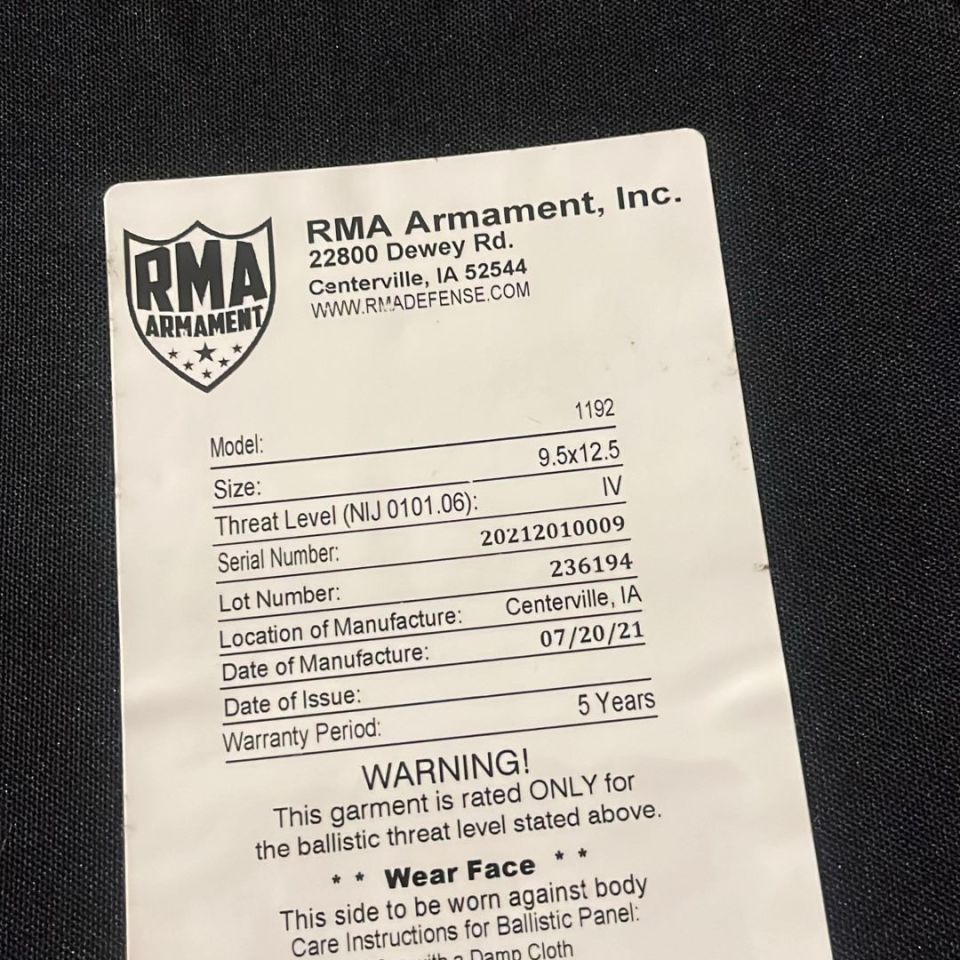 RMA
ARMAMENT
RMA Armament, Inc.
22800 Dewey Rd.
Centerville, IA 52544
WWW.RMADEFENSE.COM
Model: 1192
Size: 9.5x12.5
Threat Level (NIJ 0101.06): IV
Serial Number: 20212010009
Lot Number: 236194
Location of Manufacture: Centerville, IA
Date of Manufacture: 07/20/21
Date of Issue:
Warranty Period: 5 Years
WARNING!
This garment is rated ONLY for
the ballistic threat level stated above.
* * Wear Face * *
This side to be worn against body
Care Instructions for Ballistic Panel:
with a Damp Cloth